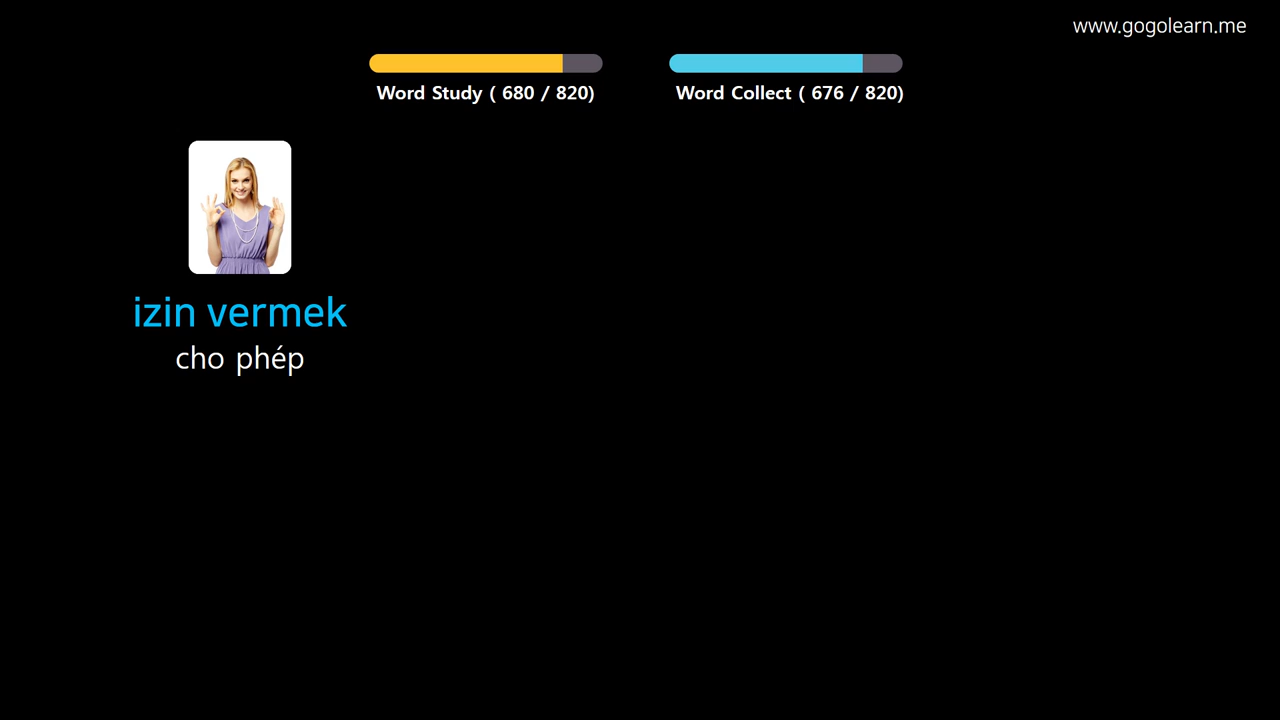 www.gogolearn.me
Word Study ( 680 / 820)
Word Collect ( 676 / 820)
izin vermek
cho phép